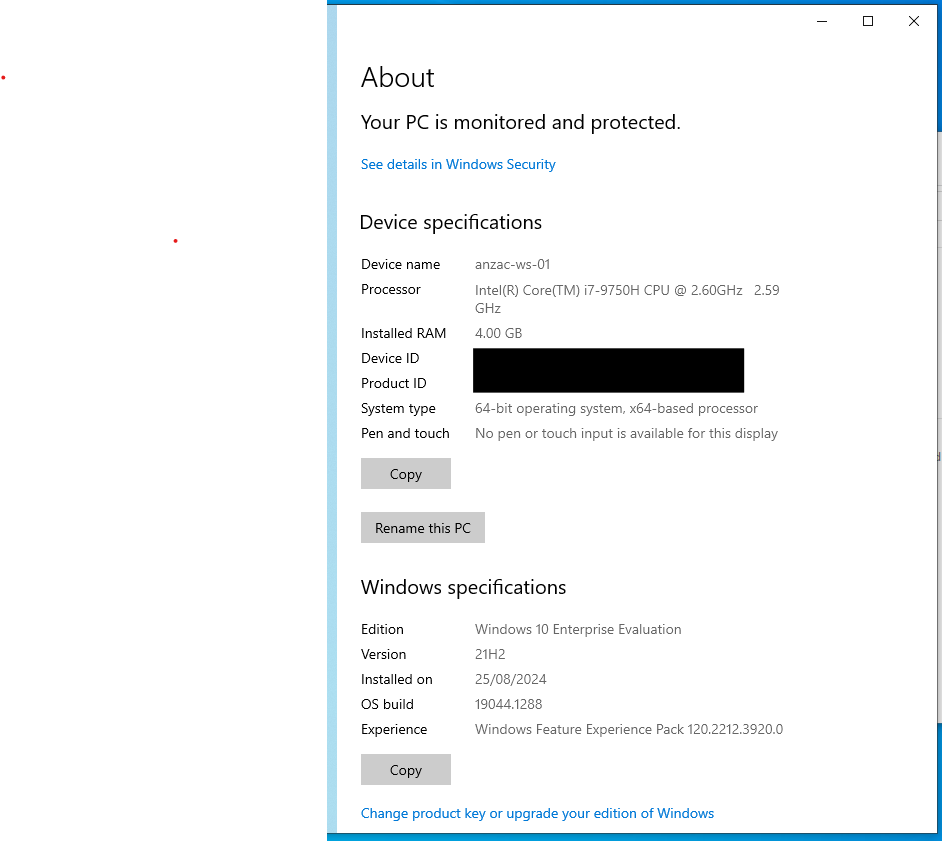 About
Your PC is monitored and protected.
See details in Windows Security
Device specifications
Device name anzac-ws-01
Processor Intel(R) Core(TM) i7-9750H CPU @ 2.60GHz 2.59
GHz
Installed RAM 4.00 GB
Device ID
Product ID
System type 64-bit operating system, x64-based processor
Pen and touch No pen or touch input is available for this display
Copy
Rename this PC
Windows specifications
Edition Windows 10 Enterprise Evaluation
Version 21H2
Installed on 25/08/2024
OS build 19044.1288
Experience Windows Feature Experience Pack 120.2212.3920.0
Copy
Change product key or upgrade your edition of Windows